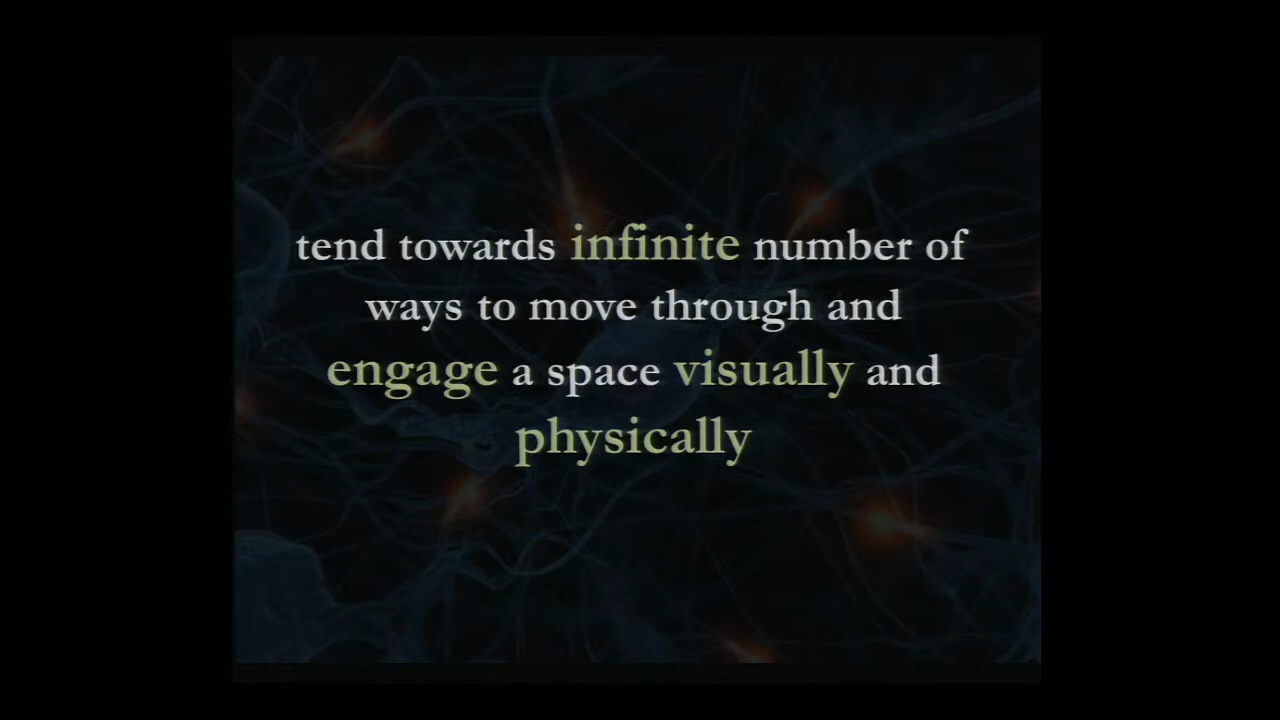 tend towards infinite number of
ways to move through and
engage a space visually and
physically